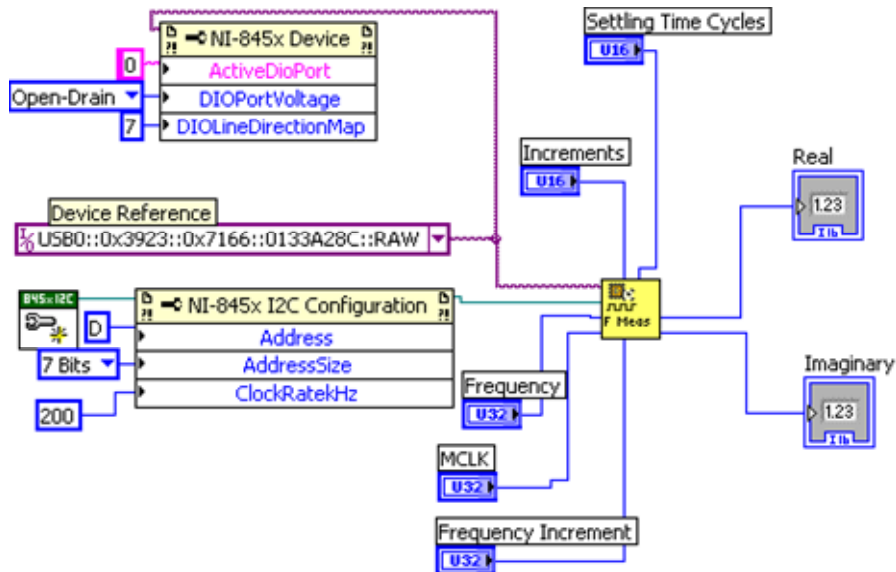 Settling Time Cycles
U16
NI-845x Device
0
ActiveDioPort
Open-Drain
DIOPortVoltage
7
DIOLineDirectionMap
Increments
U16
Real
1.23
Device Reference
I/O USB0::0x3923::0x7166::0133A28C::RAW
845x I2C
NI-845x I2C Configuration
F Meas
D
Address
7 Bits
AddressSize
200
ClockRatekHz
Frequency
U32
Imaginary
1.23
MCLK
U32
Frequency Increment
U32